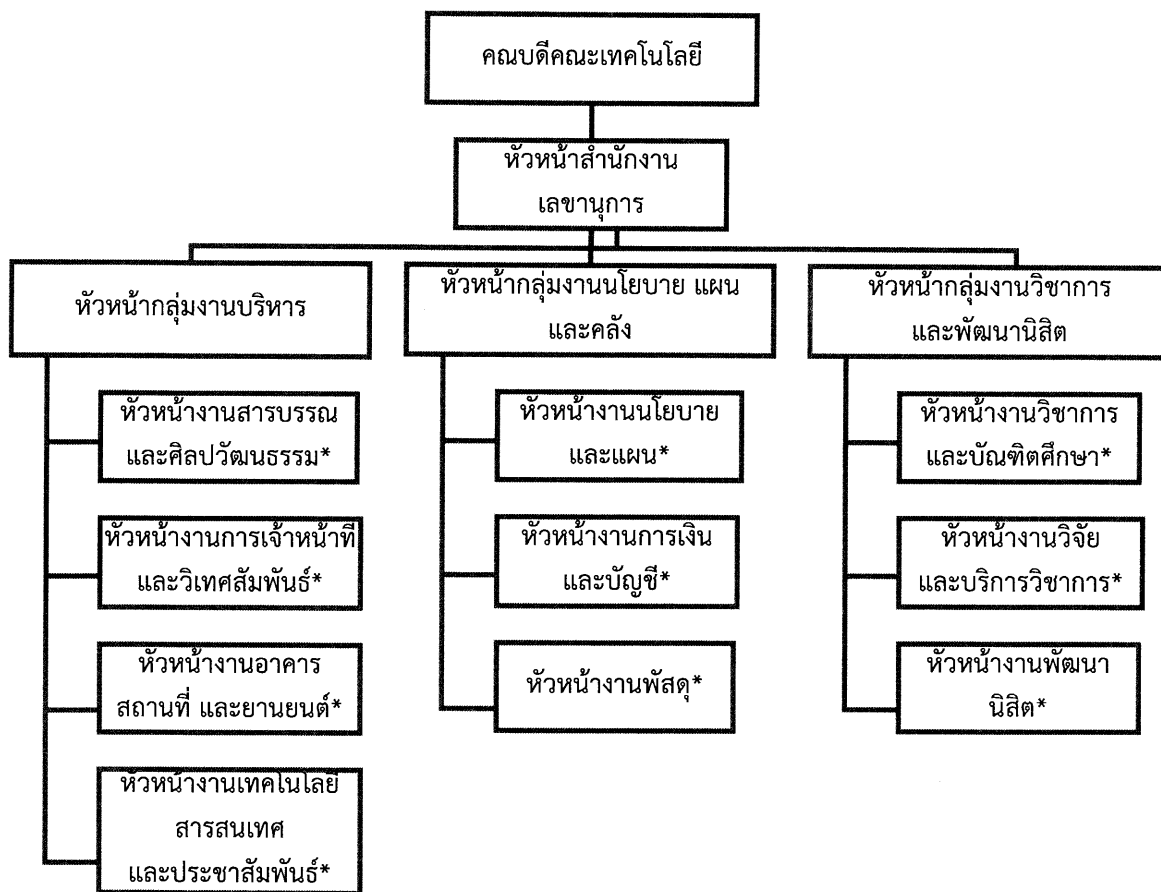 คณบดีคณะเทคโนโลยี
หัวหน้าสำนักงาน
เลขานุการ
หัวหน้ากลุ่มงานบริหาร
หัวหน้ากลุ่มงานนโยบาย แผน
และคลัง
หัวหน้ากลุ่มงานวิชาการ
และพัฒนานิสิต
หัวหน้างานสารบรรณ
และศิลปวัฒนธรรม*
หัวหน้างานการเจ้าหน้าที่
และวิเทศสัมพันธ์*
หัวหน้างานอาคาร
สถานที่ และยานยนต์*
หัวหน้างานเทคโนโลยี
สารสนเทศ
และประชาสัมพันธ์*
หัวหน้างานนโยบาย
และแผน*
หัวหน้างานการเงิน
และบัญชี*
หัวหน้างานพัสดุ*
หัวหน้างานวิชาการ
และบัณฑิตศึกษา*
หัวหน้างานวิจัย
และบริการวิชาการ*
หัวหน้างานพัฒนา
นิสิต*